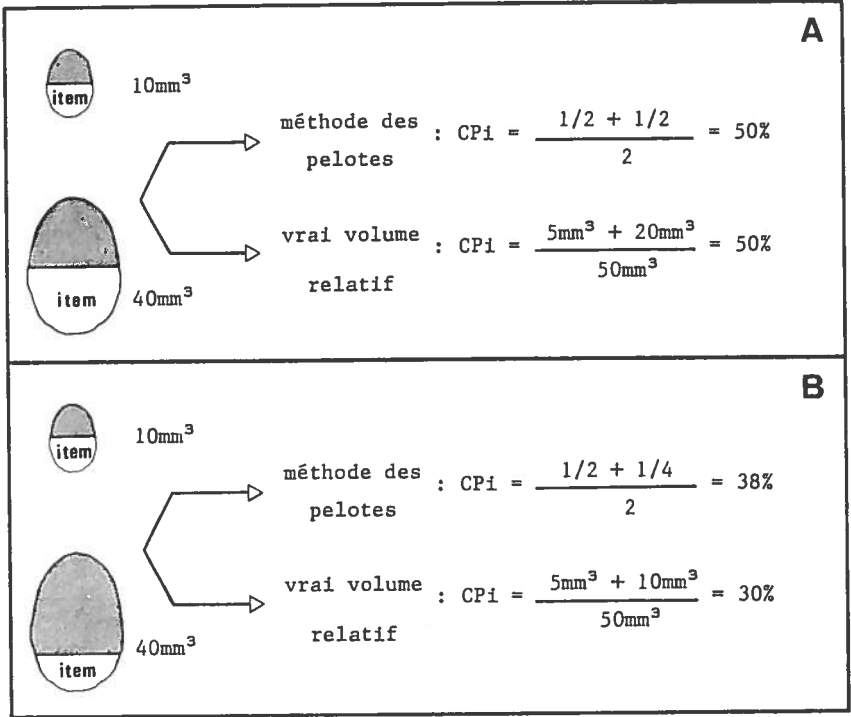 A
item
10mm³
méthode des
pelotes
: CPi = (1/2 + 1/2) / 2 = 50%
item
40mm³
vrai volume
relatif
: CPi = (5mm³ + 20mm³) / 50mm³ = 50%
B
item
10mm³
méthode des
pelotes
: CPi = (1/2 + 1/4) / 2 = 38%
item
40mm³
vrai volume
relatif
: CPi = (5mm³ + 10mm³) / 50mm³ = 30%